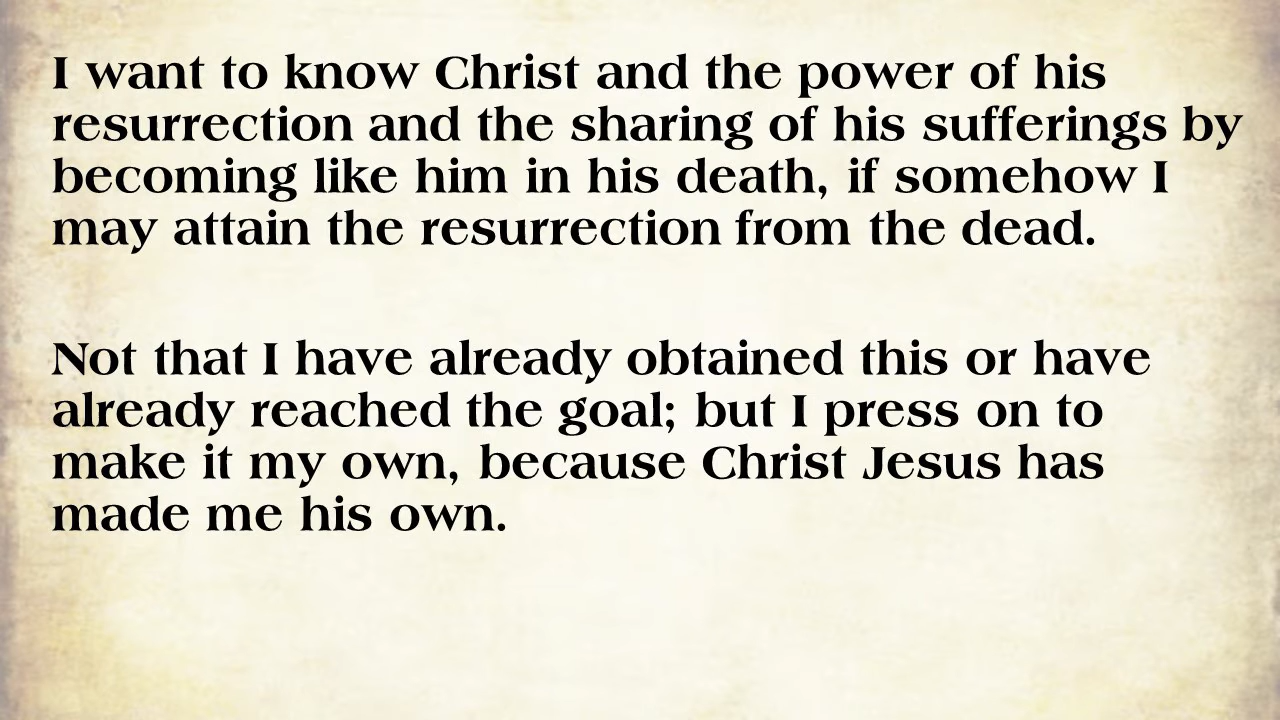 I want to know Christ and the power of his
resurrection and the sharing of his sufferings by
becoming like him in his death, if somehow I
may attain the resurrection from the dead.
Not that I have already obtained this or have
already reached the goal; but I press on to
make it my own, because Christ Jesus has
made me his own.